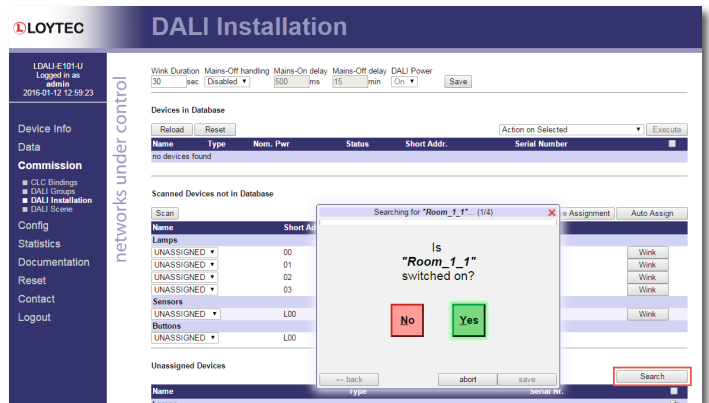 LOYTEC
DALI Installation
LDALI-E101-U
Logged in as
admin
2016-01-12 12:59:23
networks under control
Device Info
Data
Commission
CLC Bindings
DALI Groups
DALI Installation
DALI Scene
Config
Statistics
Documentation
Reset
Contact
Logout
Wink Duration Mains-Off handling Mains-On delay Mains-Off delay DALI Power
30 sec Disabled 500 ms 15 min On Save
Devices in Database
Reload Reset Action on Selected Execute
Name Type Nom. Pwr Status Short Addr. Serial Number
no devices found
Scanned Devices not in Database
Scan Assignment Auto Assign
Name Short
Lamps
UNASSIGNED 00 Wink
UNASSIGNED 01 Wink
UNASSIGNED 02 Wink
UNASSIGNED 03 Wink
Sensors
UNASSIGNED L00 Wink
Buttons
UNASSIGNED L00
Searching for "Room_1_1"... (1/4)
Is
"Room_1_1"
switched on?
No Yes
← back abort save
Unassigned Devices
Search
Name Type Serial Nr.